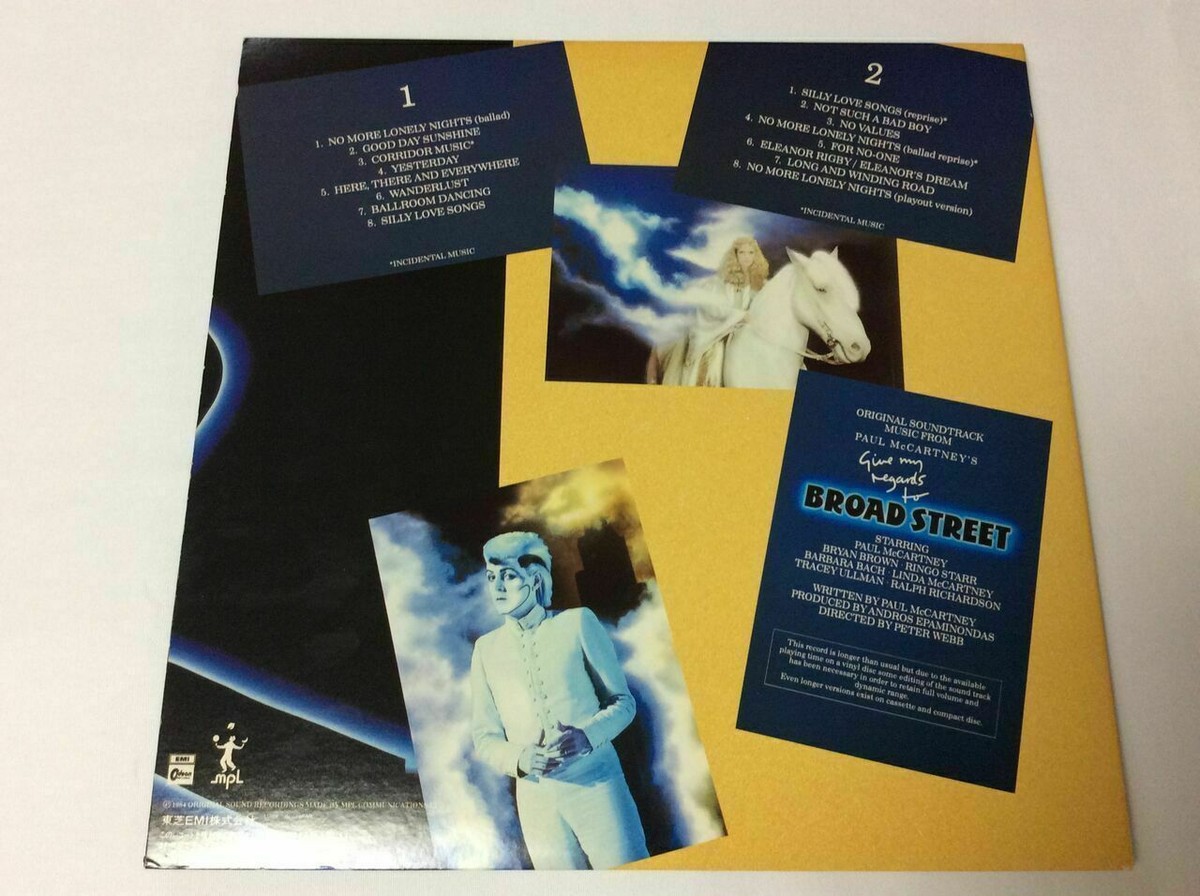 1
1. NO MORE LONELY NIGHTS (ballad)
2. GOOD DAY SUNSHINE
3. CORRIDOR MUSIC*
4. YESTERDAY
5. HERE, THERE AND EVERYWHERE
6. WANDERLUST
7. BALLROOM DANCING
8. SILLY LOVE SONGS
*INCIDENTAL MUSIC
2
1. SILLY LOVE SONGS (reprise)*
2. NOT SUCH A BAD BOY
3. NO VALUES
4. NO MORE LONELY NIGHTS (ballad reprise)*
5. FOR NO-ONE
6. ELEANOR RIGBY / ELEANOR'S DREAM
7. LONG AND WINDING ROAD
8. NO MORE LONELY NIGHTS (playout version)
*INCIDENTAL MUSIC
ORIGINAL SOUNDTRACK
MUSIC FROM
PAUL McCARTNEY'S
Give my
regards
to
BROAD STREET
STARRING
PAUL McCARTNEY
BRYAN BROWN · RINGO STARR
BARBARA BACH · LINDA McCARTNEY
TRACEY ULLMAN · RALPH RICHARDSON
WRITTEN BY PAUL McCARTNEY
PRODUCED BY ANDROS EPAMINONDAS
DIRECTED BY PETER WEBB
This record is longer than usual but due to the available
playing time on a vinyl disc some editing of the sound track
has been necessary in order to retain full volume and
dynamic range.
Even longer versions exist on cassette and compact disc.
EMI
Odeon
mpl
℗ 1984 ORIGINAL SOUND RECORDINGS MADE BY MPL COMMUNICATIONS
東芝EMI株式会社